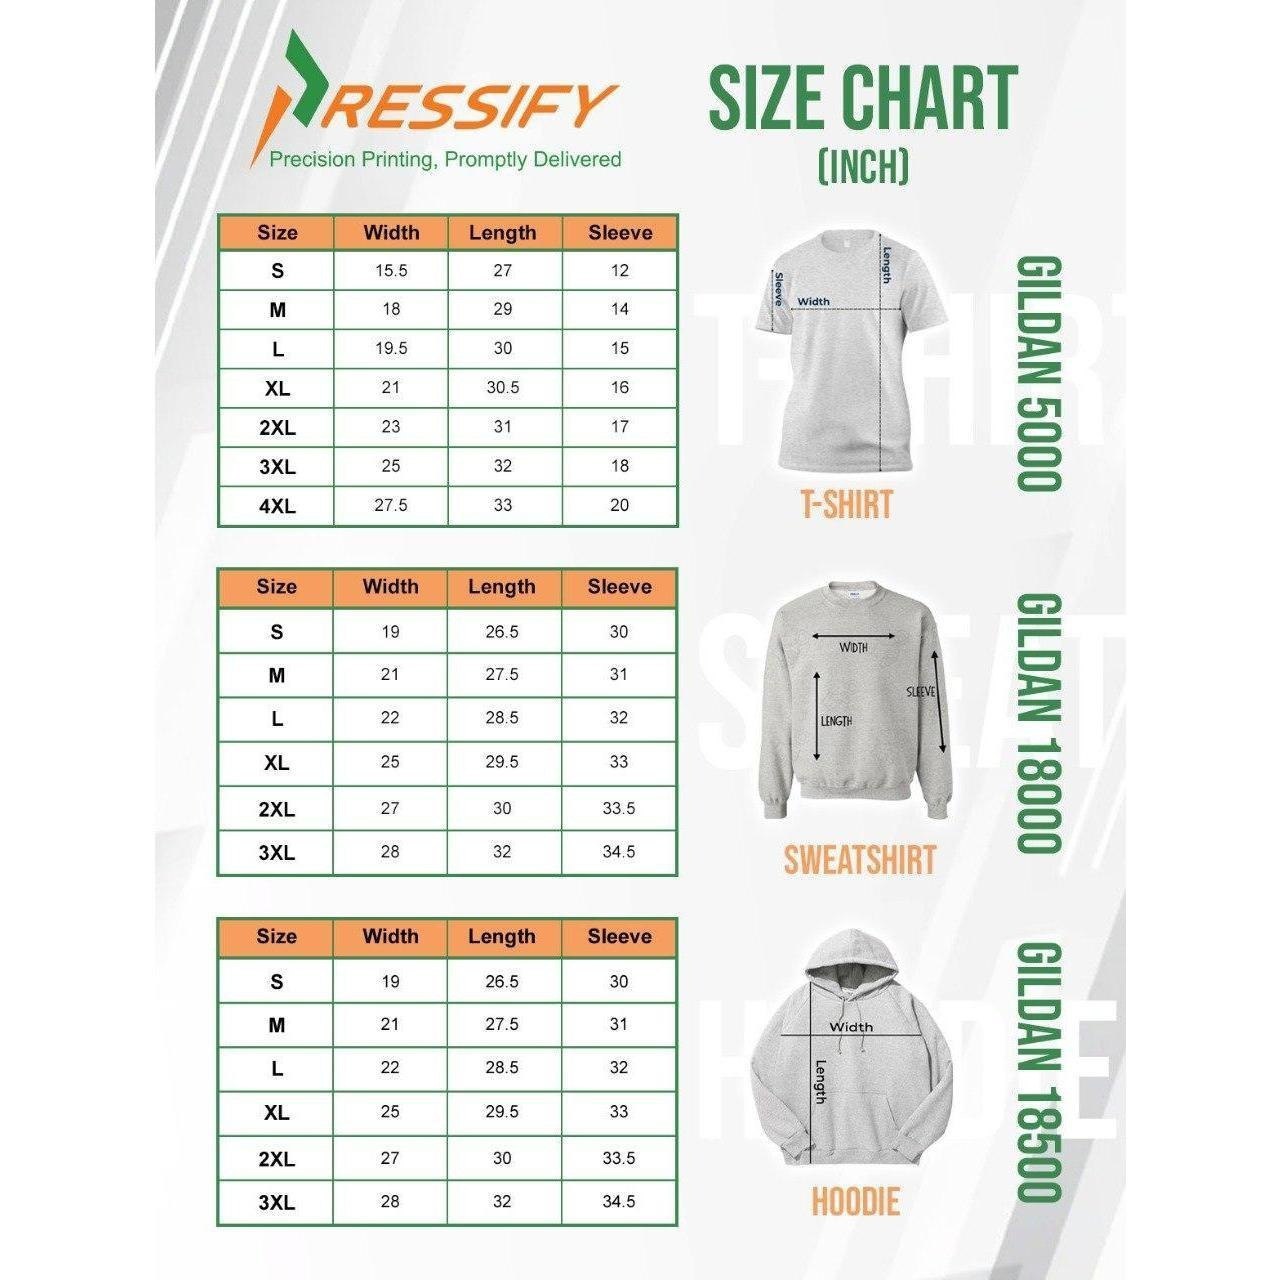 PRESSIFY
Precision Printing, Promptly Delivered
SIZE CHART
(INCH)
Size Width Length Sleeve
S 15.5 27 12
M 18 29 14
L 19.5 30 15
XL 21 30.5 16
2XL 23 31 17
3XL 25 32 18
4XL 27.5 33 20
T-SHIRT
Sleeve
Width
Length
T-SHIRT
GILDAN 5000
Size Width Length Sleeve
S 19 26.5 30
M 21 27.5 31
L 22 28.5 32
XL 25 29.5 33
2XL 27 30 33.5
3XL 28 32 34.5
WIDTH
LENGTH
SLEEVE
SWEATSHIRT
GILDAN 18000
Size Width Length Sleeve
S 19 26.5 30
M 21 27.5 31
L 22 28.5 32
XL 25 29.5 33
2XL 27 30 33.5
3XL 28 32 34.5
HOODIE
Width
Length
HOODIE
GILDAN 18500